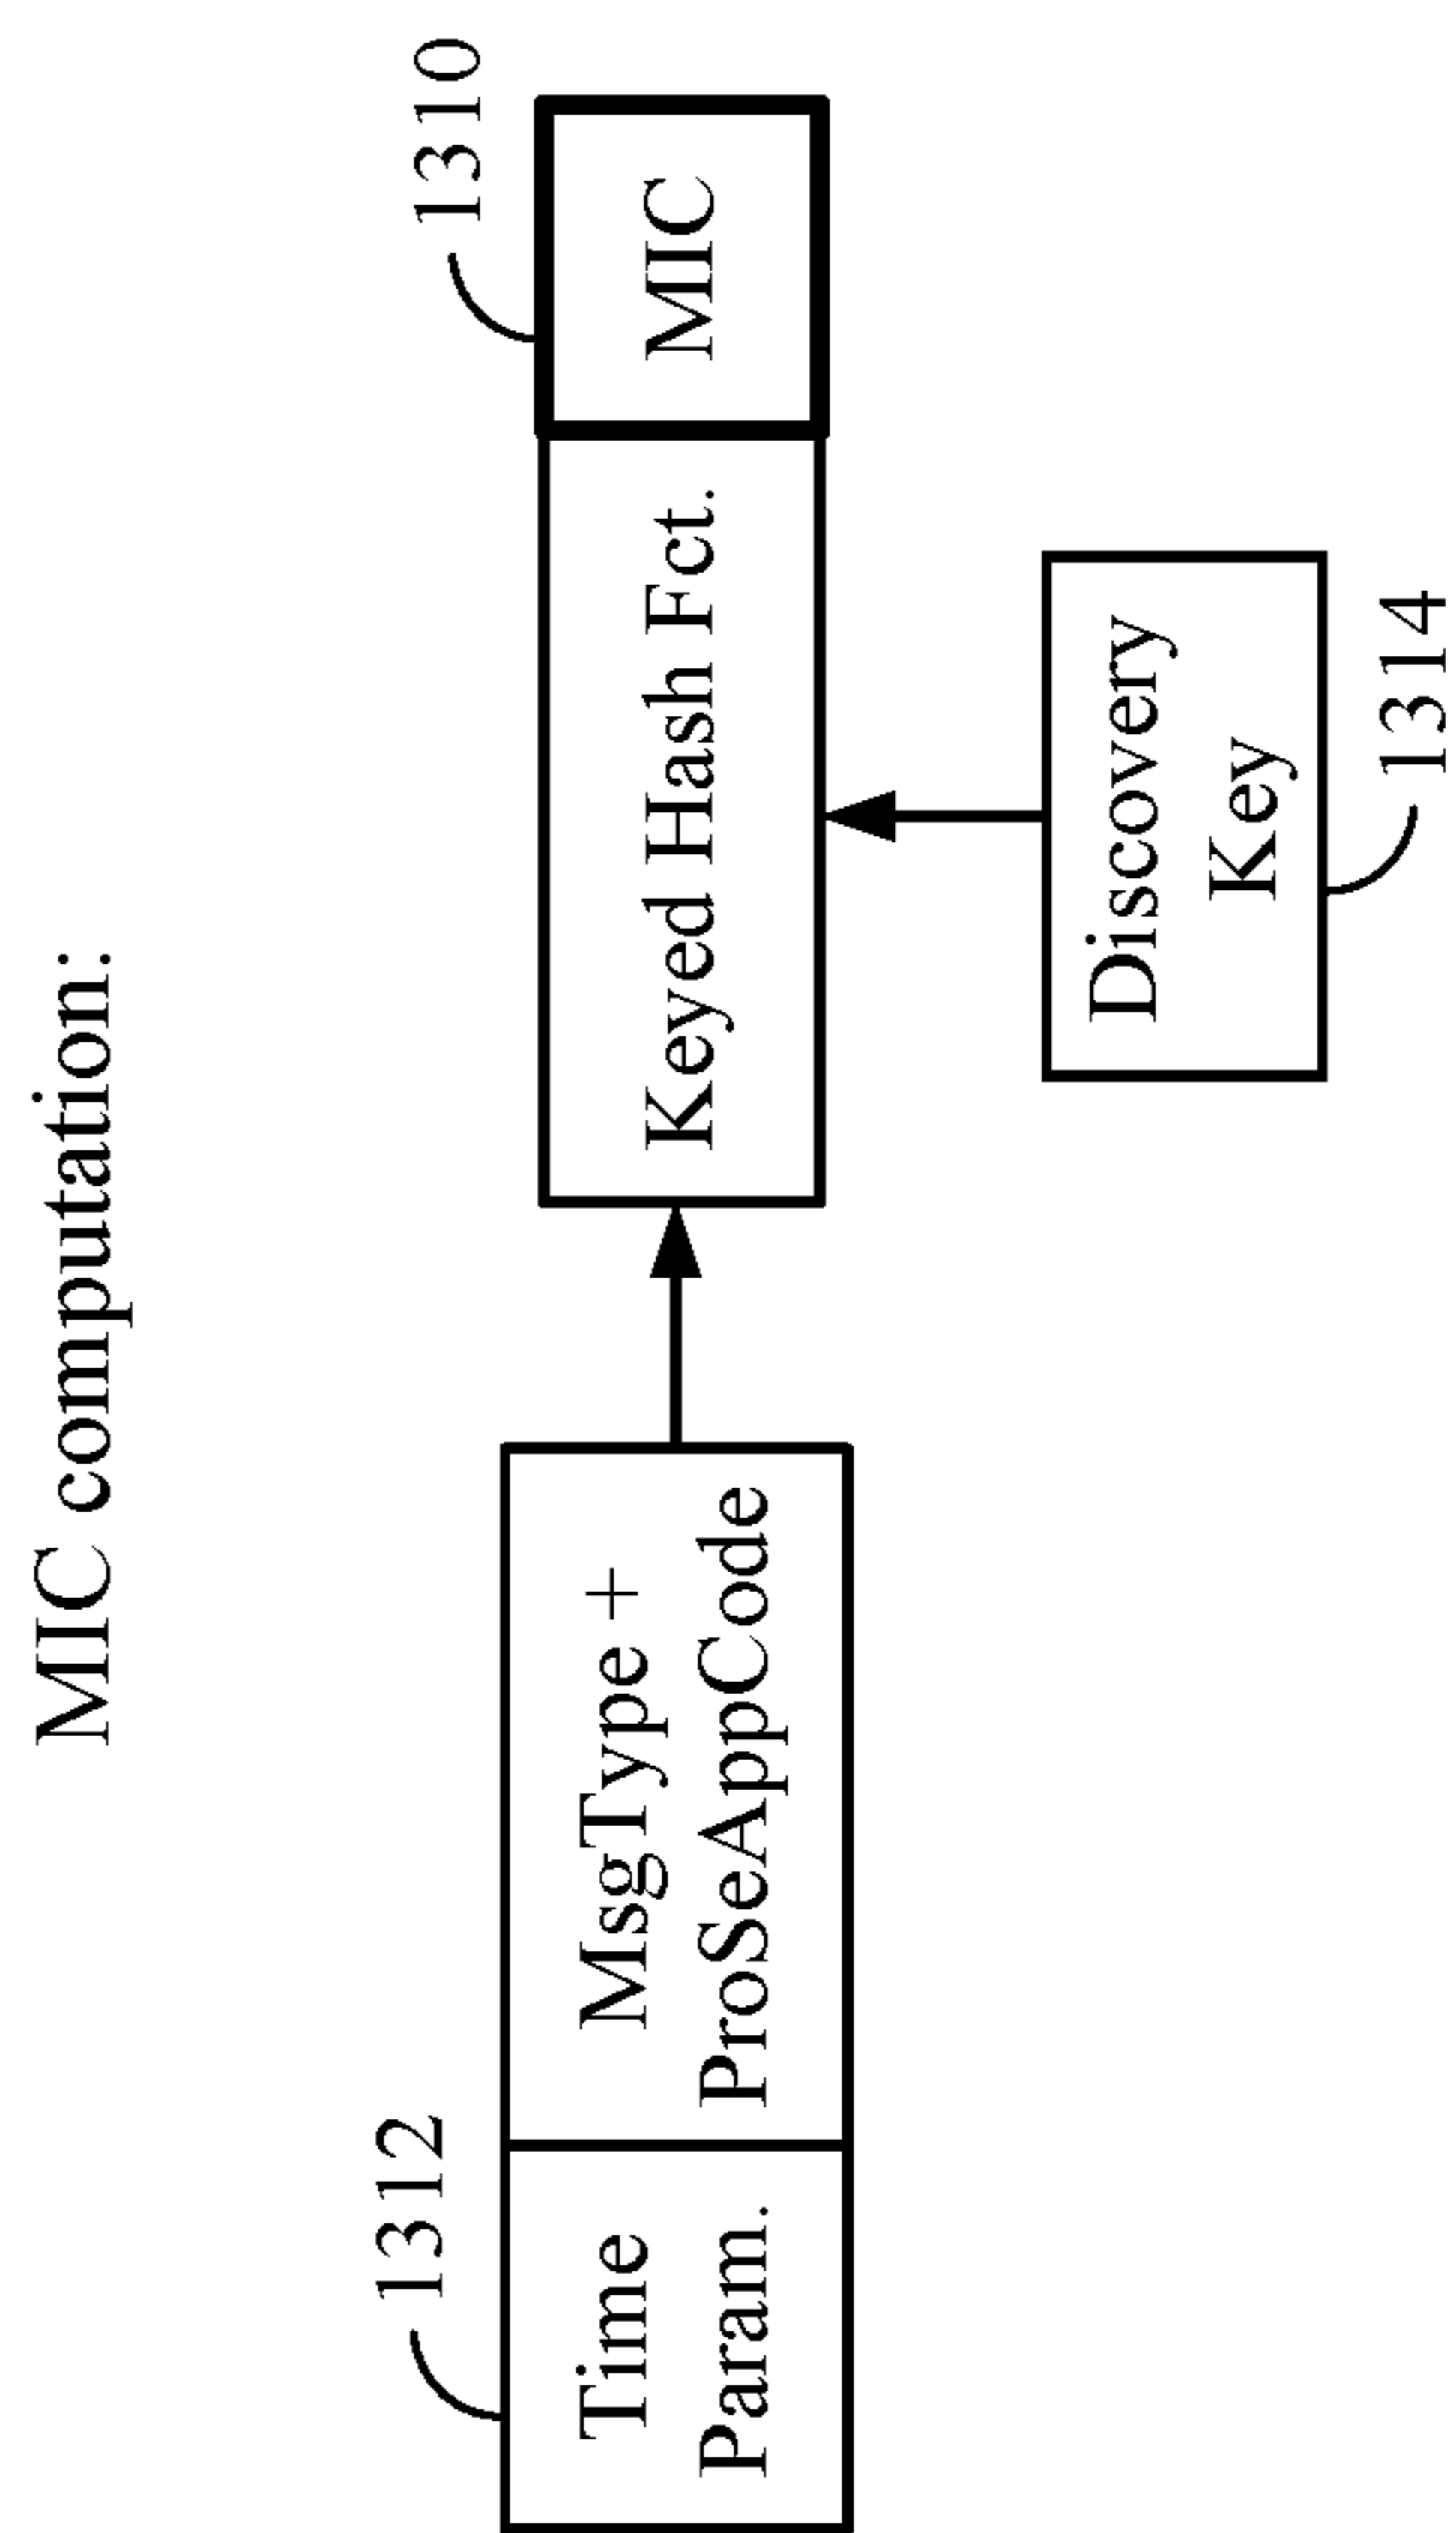 MIC computation:
1312
Time
Param.
MsgType +
ProSeAppCode
Keyed Hash Fct.
1310
MIC
Discovery
Key
1314